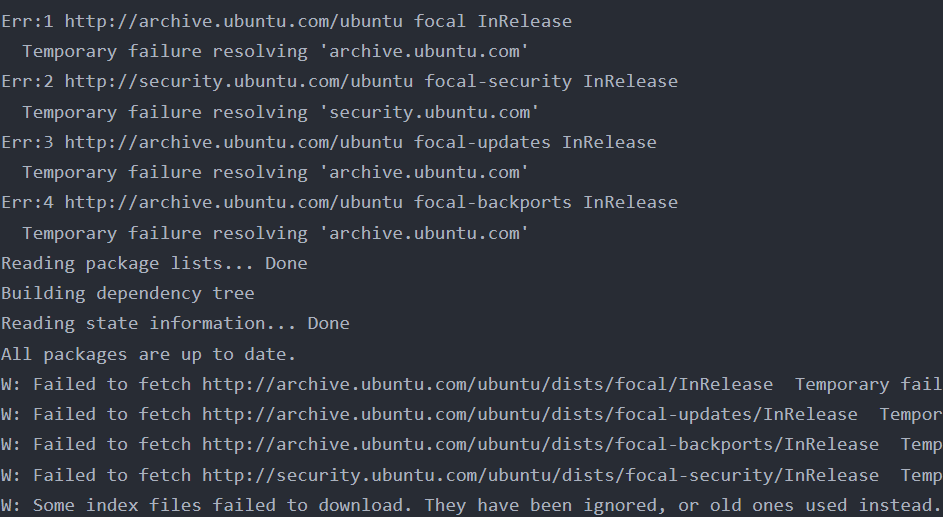 Err:1 http://archive.ubuntu.com/ubuntu focal InRelease
  Temporary failure resolving 'archive.ubuntu.com'
Err:2 http://security.ubuntu.com/ubuntu focal-security InRelease
  Temporary failure resolving 'security.ubuntu.com'
Err:3 http://archive.ubuntu.com/ubuntu focal-updates InRelease
  Temporary failure resolving 'archive.ubuntu.com'
Err:4 http://archive.ubuntu.com/ubuntu focal-backports InRelease
  Temporary failure resolving 'archive.ubuntu.com'
Reading package lists... Done
Building dependency tree
Reading state information... Done
All packages are up to date.
W: Failed to fetch http://archive.ubuntu.com/ubuntu/dists/focal/InRelease  Temporary fail
W: Failed to fetch http://archive.ubuntu.com/ubuntu/dists/focal-updates/InRelease  Tempor
W: Failed to fetch http://archive.ubuntu.com/ubuntu/dists/focal-backports/InRelease  Temp
W: Failed to fetch http://security.ubuntu.com/ubuntu/dists/focal-security/InRelease  Temp
W: Some index files failed to download. They have been ignored, or old ones used instead.